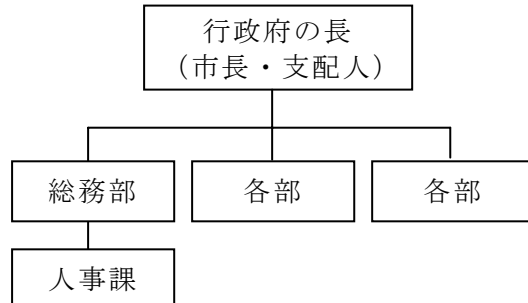 行政府の長
（市長・支配人）
総務部
各部
各部
人事課